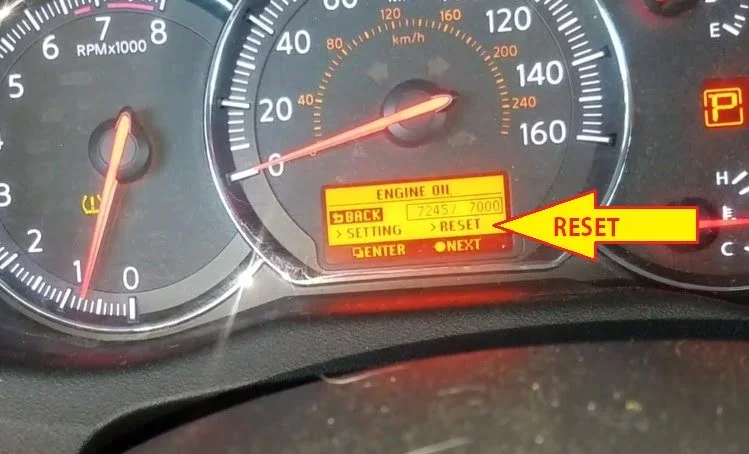 5
6
7
8
RPMx1000
3
2
1
0
0
20
40
120
140
160
40
80
120
160
200
240
km/h
ENGINE OIL
BACK
7245/ 7000
>SETTING >RESET
ENTER NEXT
RESET
E
P
H
C